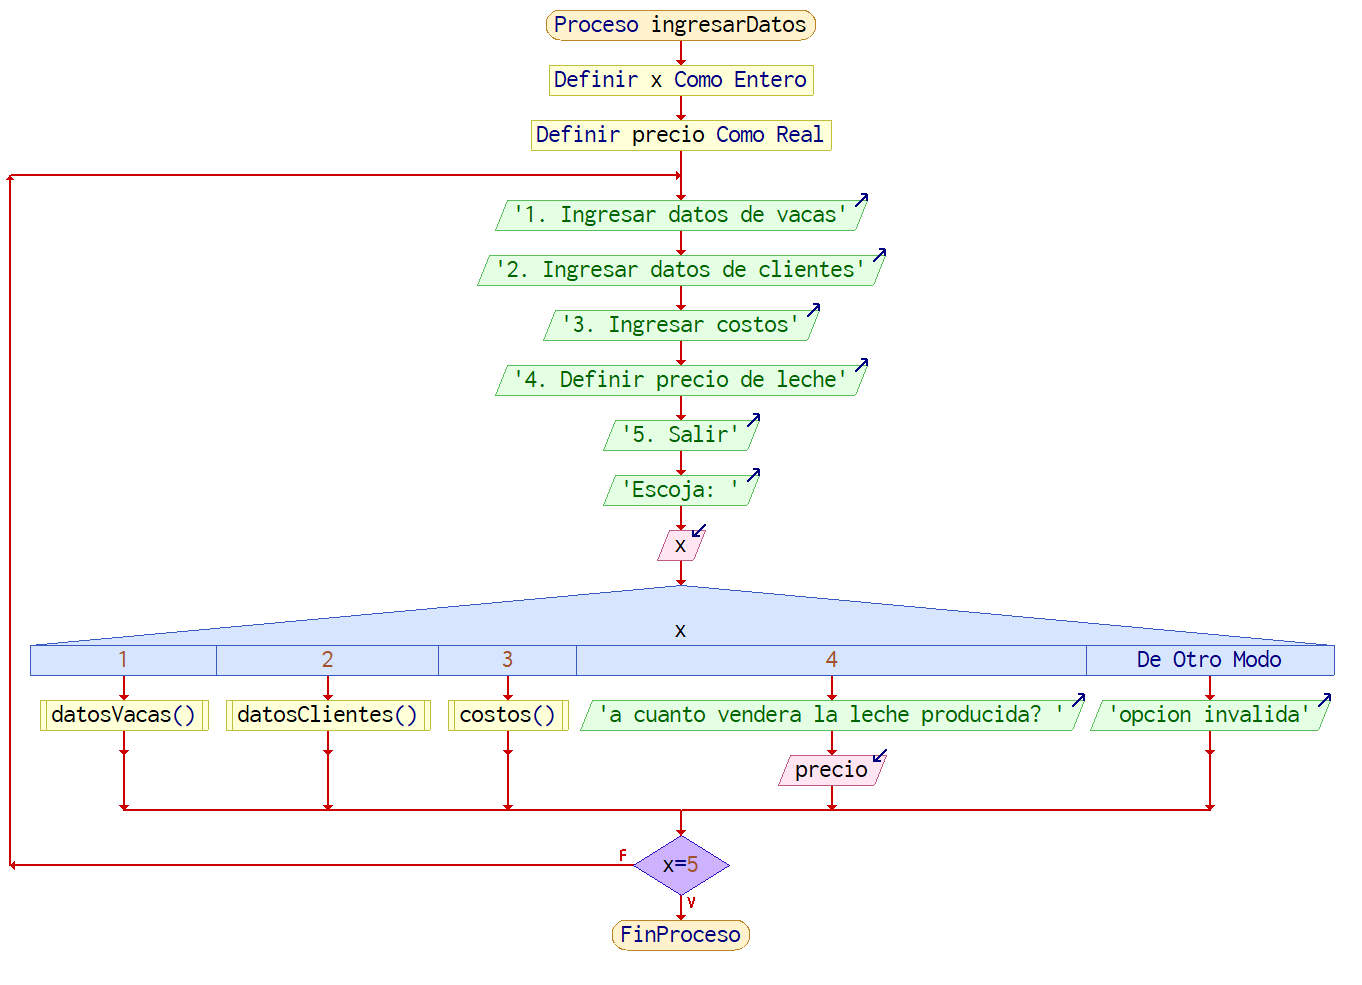 Proceso ingresarDatos
Definir x Como Entero
Definir precio Como Real
'1. Ingresar datos de vacas'
'2. Ingresar datos de clientes'
'3. Ingresar costos'
'4. Definir precio de leche'
'5. Salir'
'Escoja: '
x
x
1 2 3 4 De Otro Modo
datosVacas() datosClientes() costos() 'a cuanto vendera la leche producida? ' 'opcion invalida'
precio
F x=5
V
FinProceso